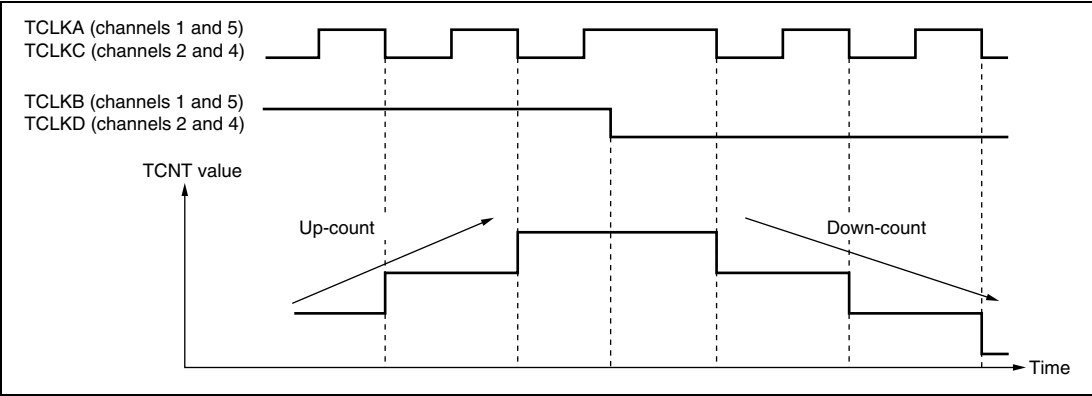 TCLKA (channels 1 and 5)
TCLKC (channels 2 and 4)
TCLKB (channels 1 and 5)
TCLKD (channels 2 and 4)
TCNT value
Up-count
Down-count
Time